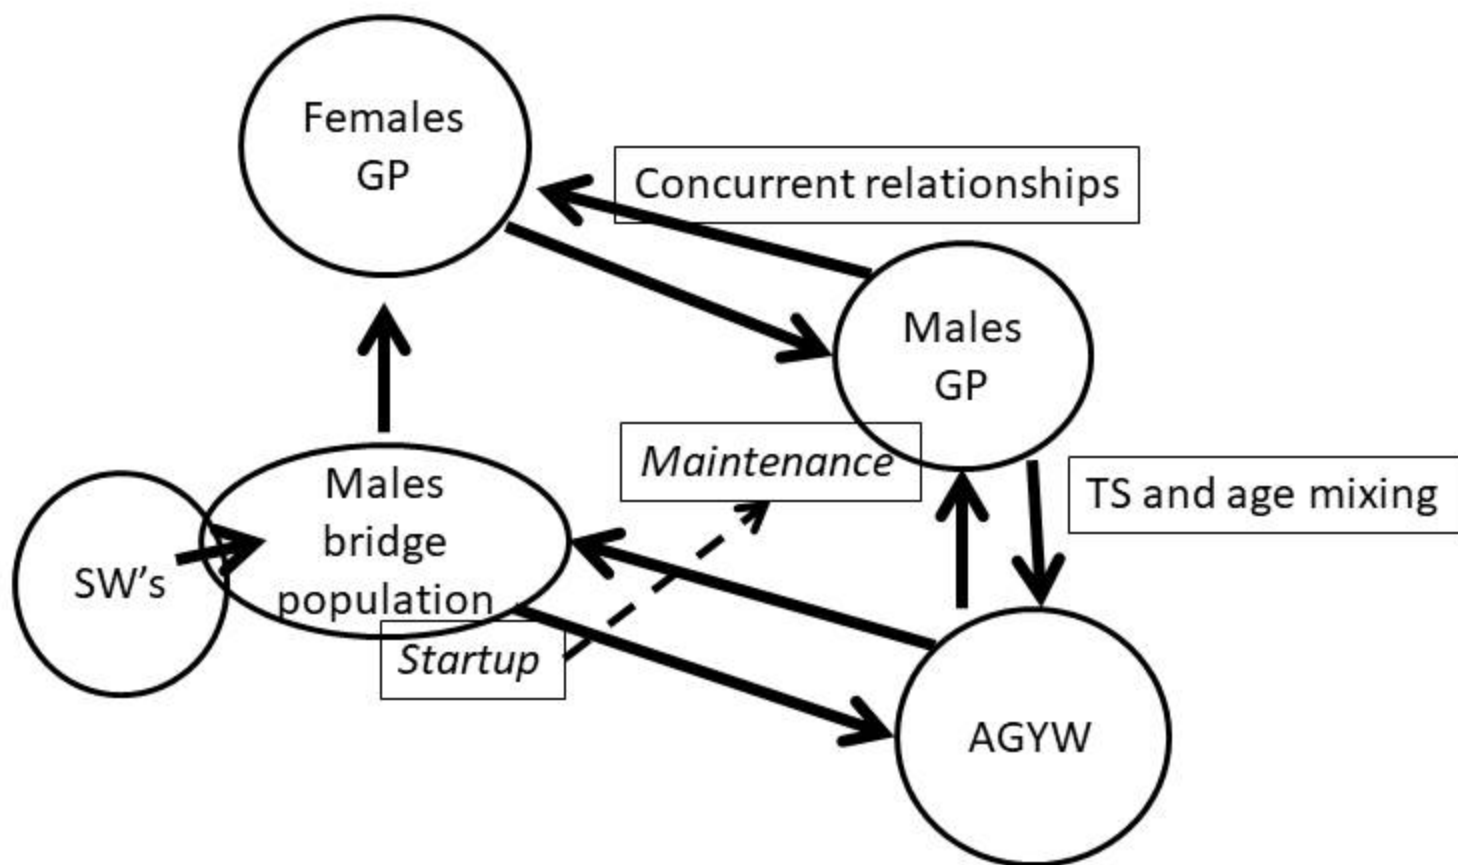 Females
GP
Concurrent relationships
Males
GP
Maintenance
TS and age mixing
Males
bridge
population
SW's
Startup
AGYW